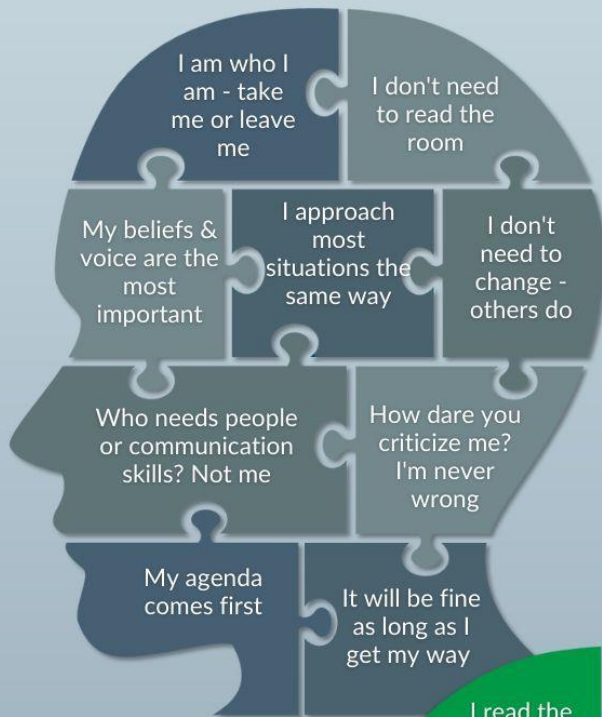 I am who I
am - take
me or leave
me
I don't need
to read the
room
My beliefs &
voice are the
most
important
I approach
most
situations the
same way
I don't
need to
change -
others do
Who needs people
or communication
skills? Not me
How dare you
criticize me?
I'm never
wrong
My agenda
comes first
It will be fine
as long as I
get my way
I read the